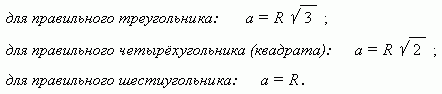 для правильного треугольника: a = R √3 ;
для правильного четырёхугольника (квадрата): a = R √2 ;
для правильного шестиугольника: a = R.